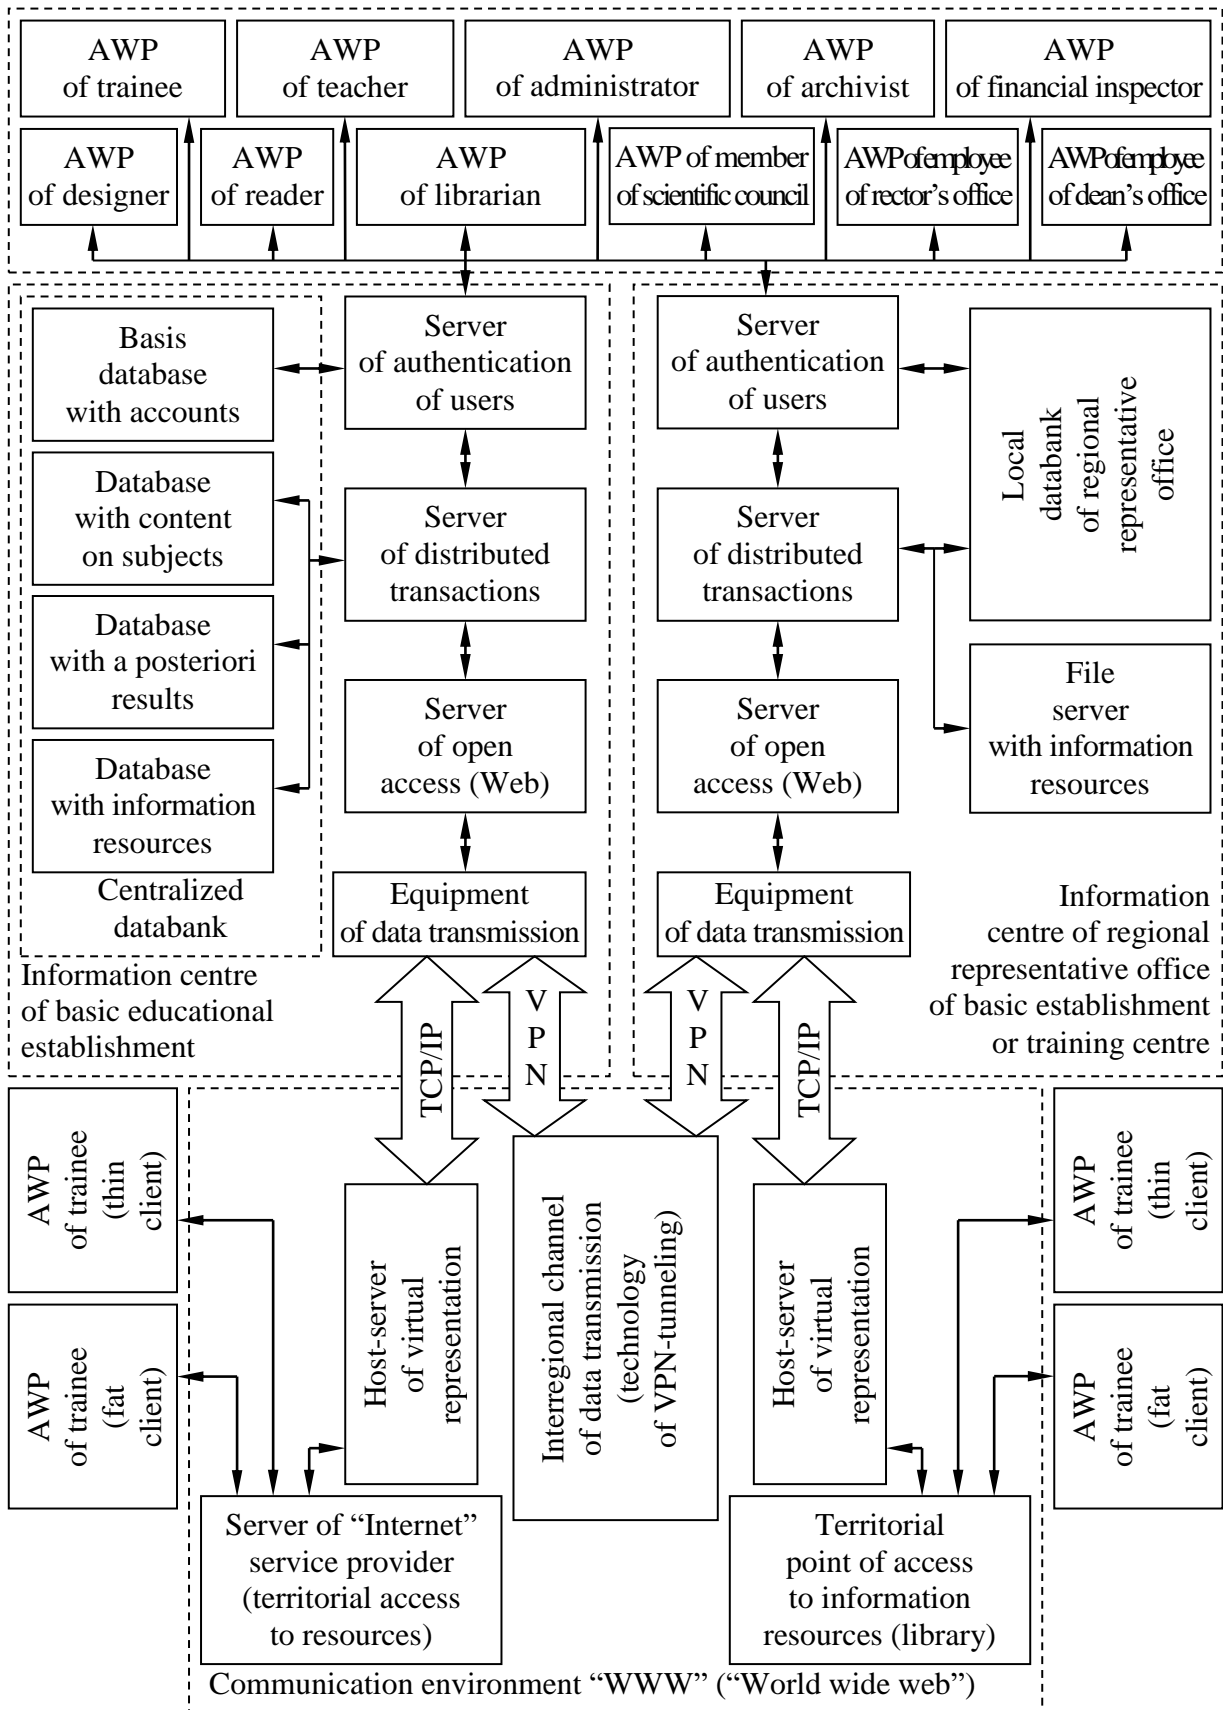 AWP
of trainee
AWP
of teacher
AWP
of administrator
AWP
of archivist
AWP
of financial inspector
AWP
of designer
AWP
of reader
AWP
of librarian
AWP of member
of scientific council
AWP of employee
of rector's office
AWP of employee
of dean's office
Basis
database
with accounts
Database
with content
on subjects
Database
with a posteriori
results
Database
with information
resources
Centralized
databank
Information centre
of basic educational
establishment
Server
of authentication
of users
Server
of distributed
transactions
Server
of open
access (Web)
Equipment
of data transmission
Server
of authentication
of users
Server
of distributed
transactions
Server
of open
access (Web)
Equipment
of data transmission
Local
databank
of regional
representative
office
File
server
with information
resources
Information
centre of regional
representative office
of basic establishment
or training centre
TCP/IP
VPN
VPN
TCP/IP
AWP
of trainee
(thin
client)
AWP
of trainee
(fat
client)
Host-server
of virtual
representation
Interregional channel
of data transmission
(technology
of VPN-tunneling)
Host-server
of virtual
representation
AWP
of trainee
(thin
client)
AWP
of trainee
(fat
client)
Server of “Internet”
service provider
(territorial access
to resources)
Territorial
point of access
to information
resources (library)
Communication environment “WWW” (“World wide web”)